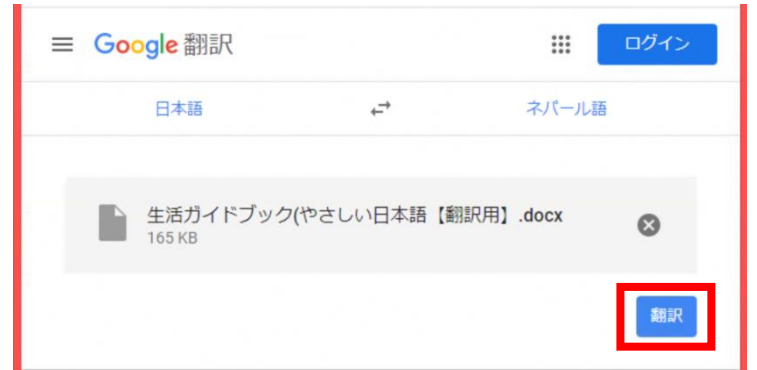 Google 翻訳
ログイン
日本語
ネパール語
生活ガイドブック(やさしい日本語【翻訳用】.docx
165 KB
翻訳